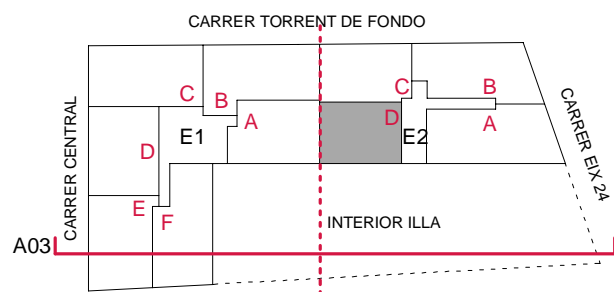 CARRER TORRENT DE FONDO
C
B
A
C
B
D
E1
D
E2
A
CARRER CENTRAL
CARRER EIX 24
E
F
INTERIOR ILLA
A03